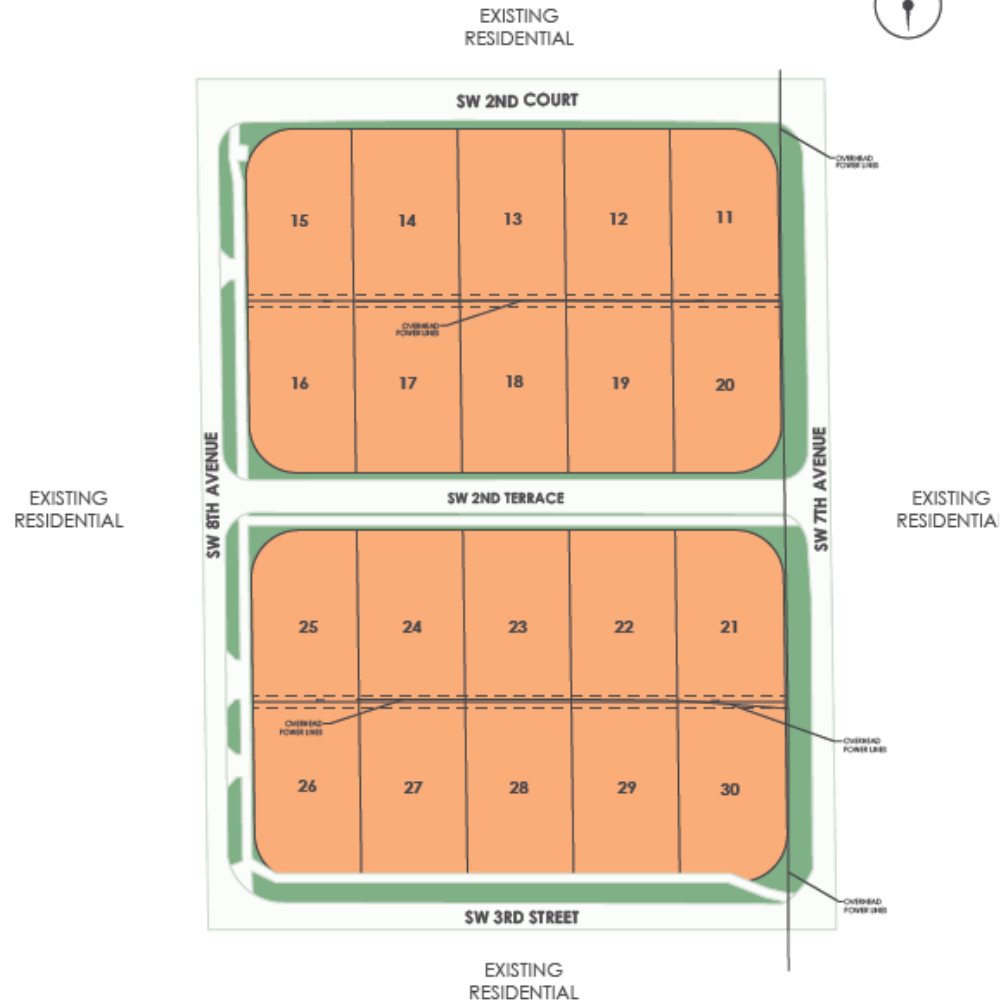 EXISTING
RESIDENTIAL
SW 2ND COURT
OVERHEAD
POWER LINES
15
14
13
12
11
OVERHEAD
POWER LINES
16
17
18
19
20
SW 8TH AVENUE
SW 7TH AVENUE
EXISTING
RESIDENTIAL
SW 2ND TERRACE
EXISTING
RESIDENTIA
25
24
23
22
21
OVERHEAD
POWER LINES
OVERHEAD
POWER LINES
26
27
28
29
30
OVERHEAD
POWER LINES
SW 3RD STREET
EXISTING
RESIDENTIAL